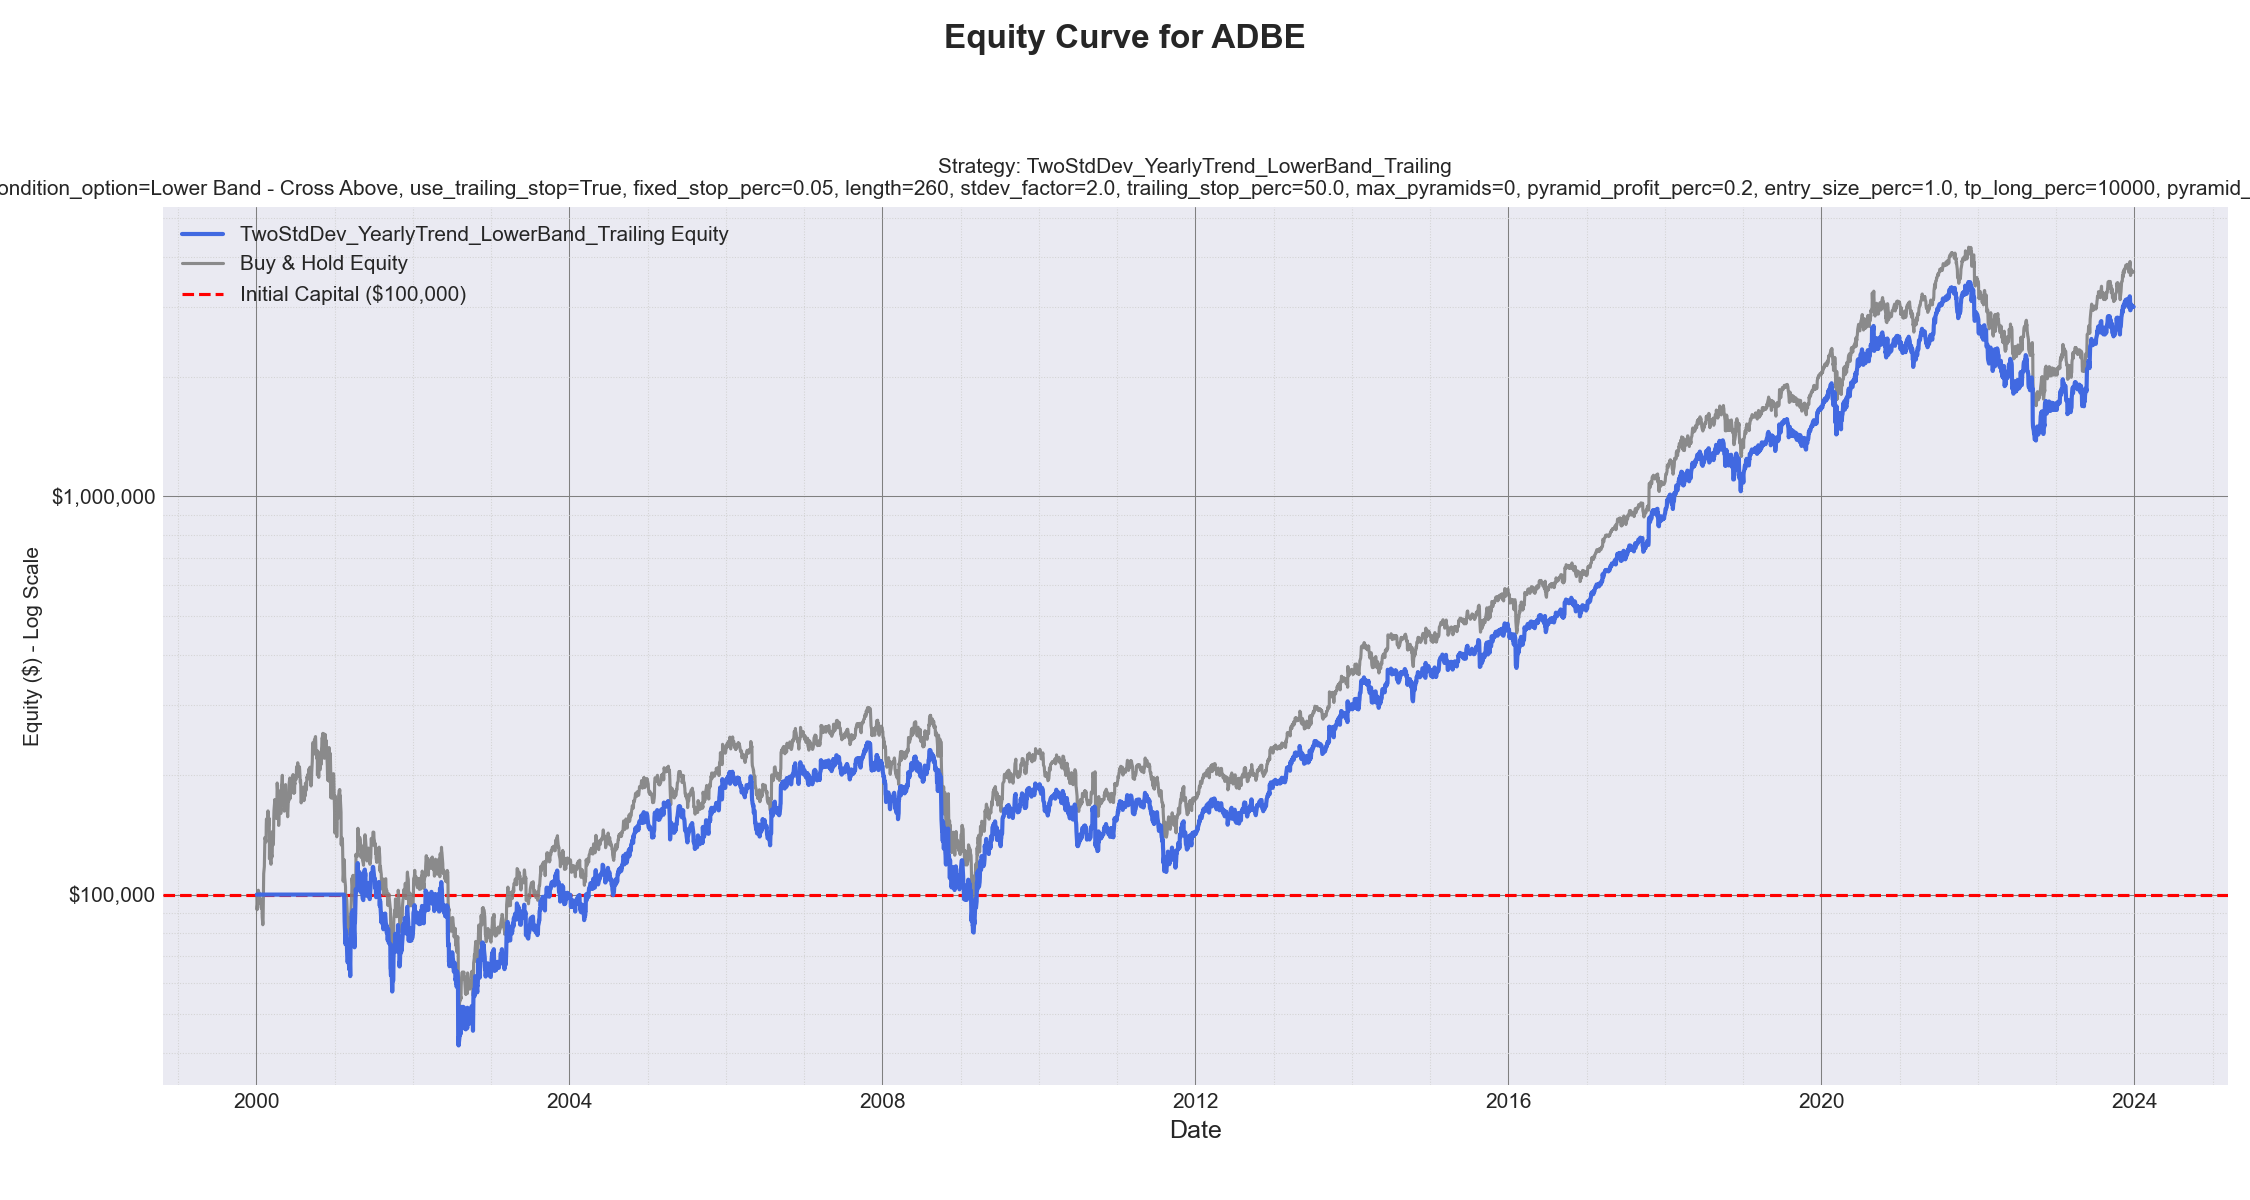 Equity Curve for ADBE
Strategy: TwoStdDev_YearlyTrend_LowerBand_Trailing
ondition_option=Lower Band - Cross Above, use_trailing_stop=True, fixed_stop_perc=0.05, length=260, stdev_factor=2.0, trailing_stop_perc=50.0, max_pyramids=0, pyramid_profit_perc=0.2, entry_size_perc=1.0, tp_long_perc=10000, pyramid_
TwoStdDev_YearlyTrend_LowerBand_Trailing Equity
Buy & Hold Equity
Initial Capital ($100,000)
$1,000,000
$100,000
Equity ($) - Log Scale
2000 2004 2008 2012 2016 2020 2024
Date